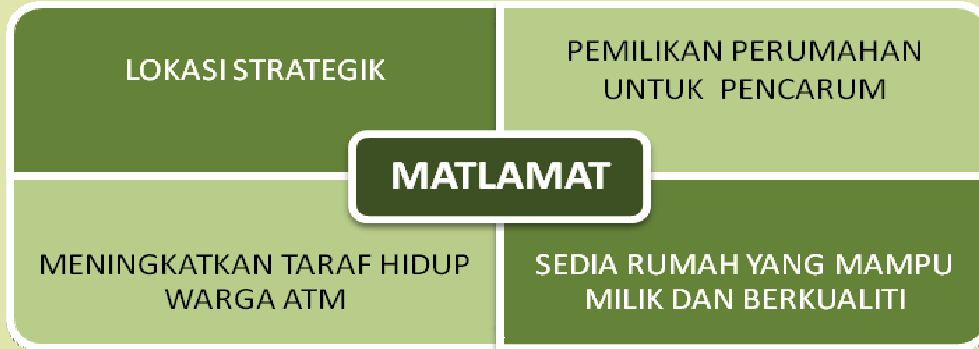 LOKASI STRATEGIK
PEMILIKAN PERUMAHAN
UNTUK PENCARUM
MATLAMAT
MENINGKATKAN TARAF HIDUP
WARGA ATM
SEDIA RUMAH YANG MAMPU
MILIK DAN BERKUALITI